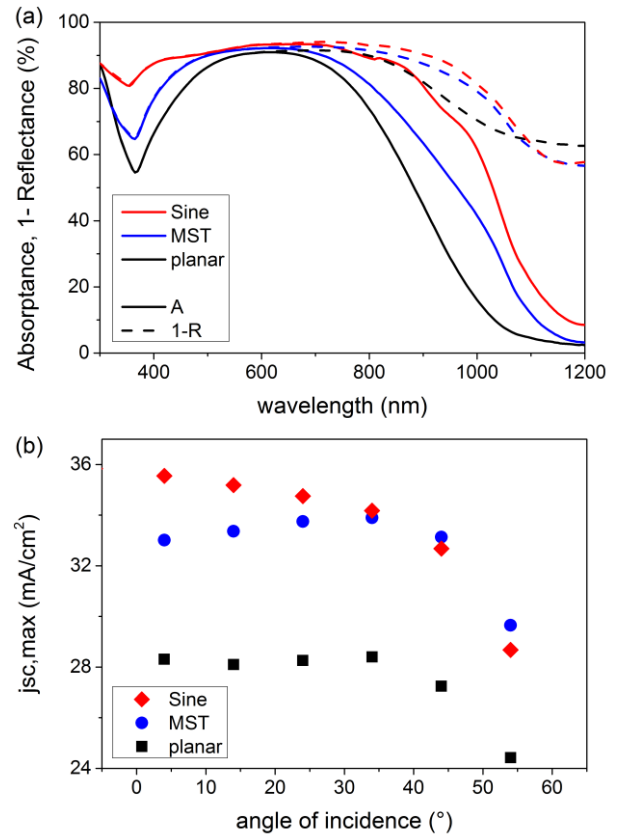 (a)
100
80
60
40
20
0
Absorptance, 1- Reflectance (%)
Sine
MST
planar
A
1-R
400 600 800 1000 1200
wavelength (nm)
(b)
36
32
28
24
jsc,max (mA/cm²)
Sine
MST
planar
0 10 20 30 40 50 60
angle of incidence (°)